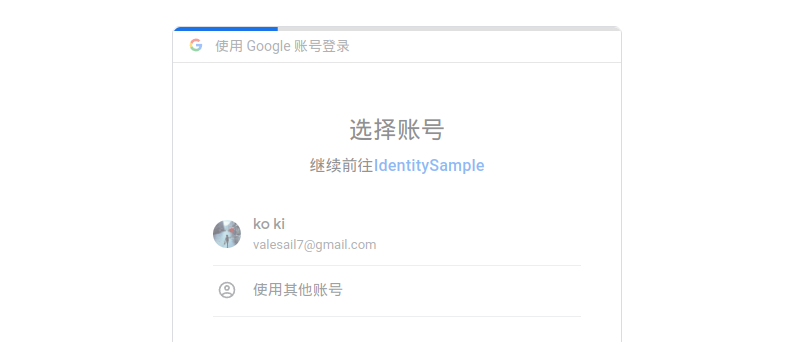 使用 Google 账号登录
选择账号
继续前往IdentitySample
ko ki
valesail7@gmail.com
使用其他账号